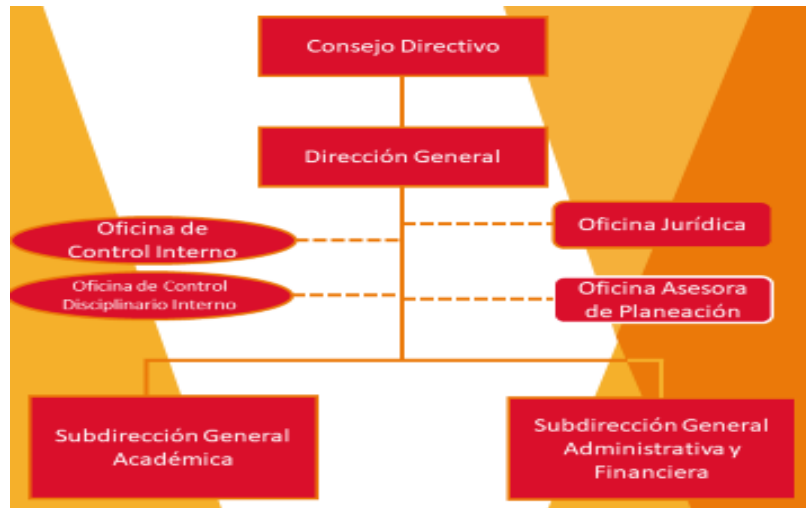 Consejo Directivo
Dirección General
Oficina de
Control Interno
Oficina Jurídica
Oficina de Control
Disciplinario Interno
Oficina Asesora
de Planeación
Subdirección General
Académica
Subdirección General
Administrativa y
Financiera